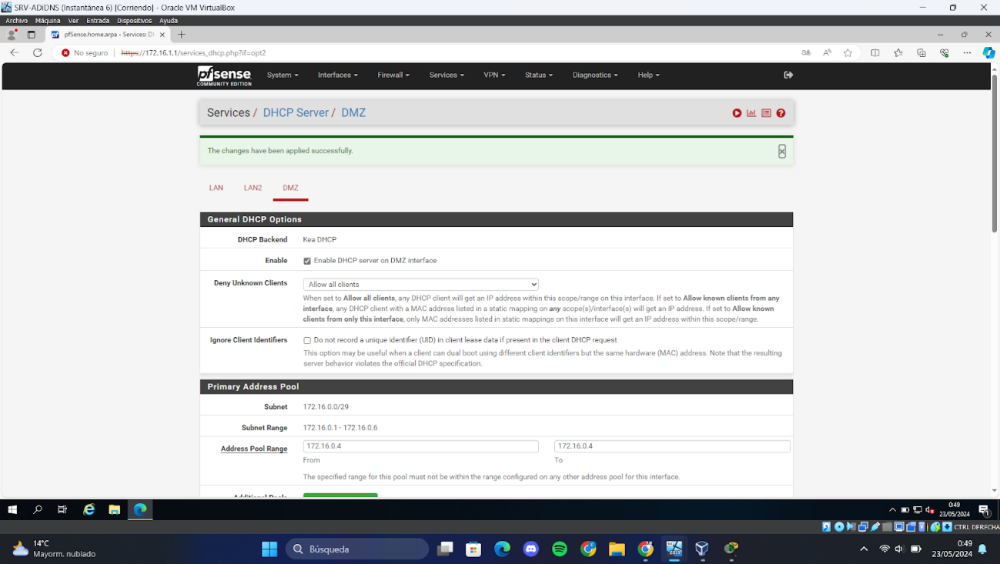 SRV-ADiDNS (Instantánea 6) [Corriendo] - Oracle VM VirtualBox
Archivo Máquina Ver Entrada Dispositivos Ayuda
pfSense.home.arpa - Services: DH
No seguro https://172.16.1.1/services_dhcp.php?if=opt2
pfsense
COMMUNITY EDITION
System Interfaces Firewall Services VPN Status Diagnostics Help
Services / DHCP Server / DMZ
The changes have been applied successfully.
LAN LAN2 DMZ
General DHCP Options
DHCP Backend Kea DHCP
Enable Enable DHCP server on DMZ interface
Deny Unknown Clients Allow all clients
When set to Allow all clients, any DHCP client will get an IP address within this scope/range on this interface. If set to Allow known clients from any
interface, any DHCP client with a MAC address listed in a static mapping on any scope(s)/interface(s) will get an IP address. If set to Allow known
clients from only this interface, only MAC addresses listed in static mappings on this interface will get an IP address within this scope/range.
Ignore Client Identifiers Do not record a unique identifier (UID) in client lease data if present in the client DHCP request
This option may be useful when a client can dual boot using different client identifiers but the same hardware (MAC) address. Note that the resulting
server behavior violates the official DHCP specification.
Primary Address Pool
Subnet 172.16.0.0/29
Subnet Range 172.16.0.1 - 172.16.0.6
Address Pool Range 172.16.0.4 172.16.0.4
From To
The specified range for this pool must not be within the range configured on any other address pool for this interface.
Additional Pools
0:49
23/05/2024
CTRL DERECHA
14°C
Mayorm. nublado
Búsqueda
0:49
23/05/2024